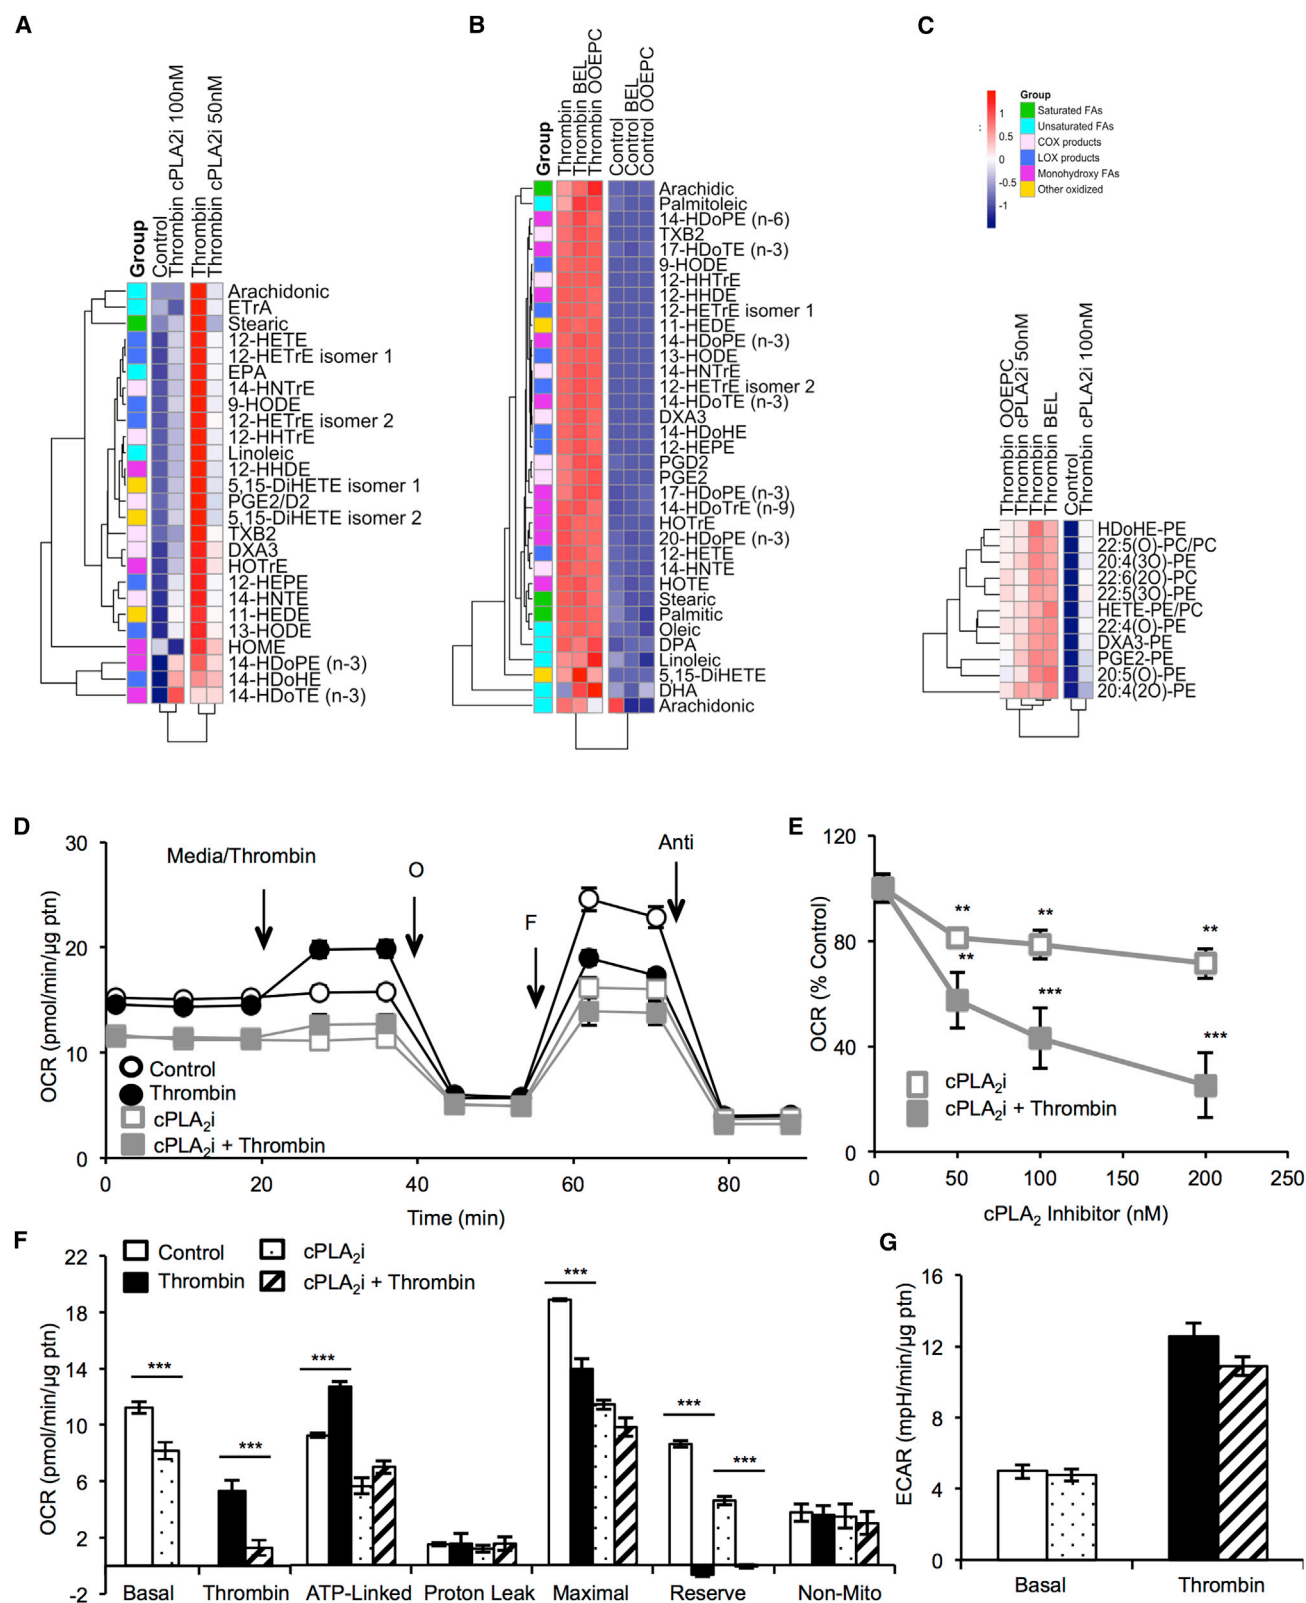 A
Group
Control
Thrombin cPLA2i 100nM
Thrombin
Thrombin cPLA2i 50nM
Arachidonic
ETrA
Stearic
12-HETE
12-HETrE isomer 1
EPA
14-HNTrE
9-HODE
12-HETrE isomer 2
12-HHTrE
Linoleic
12-HHDE
5,15-DiHETE isomer 1
PGE2/D2
5,15-DiHETE isomer 2
TXB2
DXA3
HOTrE
12-HEPE
14-HNTE
11-HEDE
13-HODE
HOME
14-HDoPE (n-3)
14-HDoHE
14-HDoTE (n-3)
B
Group
Thrombin
Thrombin BEL
Thrombin OOEPC
Control
Control BEL
Control OOEPC
Arachidic
Palmitoleic
14-HDoPE (n-6)
TXB2
17-HDoTE (n-3)
9-HODE
12-HHTrE
12-HHDE
12-HETrE isomer 1
11-HEDE
14-HDoPE (n-3)
13-HODE
14-HNTrE
12-HETrE isomer 2
14-HDoTE (n-3)
DXA3
14-HDoHE
12-HEPE
PGD2
PGE2
17-HDoPE (n-3)
14-HDoTrE (n-9)
HOTrE
20-HDoPE (n-3)
12-HETE
14-HNTE
HOTE
Stearic
Palmitic
Oleic
DPA
Linoleic
5,15-DiHETE
DHA
Arachidonic
C
1
0.5
0
-0.5
-1
Group
Saturated FAs
Unsaturated FAs
COX products
LOX products
Monohydroxy FAs
Other oxidized
Thrombin OOEPC
Thrombin cPLA2i 50nM
Thrombin
Thrombin BEL
Control
Thrombin cPLA2i 100nM
HDoHE-PE
22:5(O)-PC/PC
20:4(3O)-PE
22:6(2O)-PC
22:5(3O)-PE
HETE-PE/PC
22:4(O)-PE
DXA3-PE
PGE2-PE
20:5(O)-PE
20:4(2O)-PE
D
OCR (pmol/min/µg ptn)
30
20
10
0
Media/Thrombin
O
F
Anti
Control
Thrombin
cPLA2i
cPLA2i + Thrombin
0 20 40 60 80
Time (min)
E
OCR (% Control)
120
80
40
0
** ** **
** *** ***
cPLA2i
cPLA2i + Thrombin
0 50 100 150 200 250
cPLA2 Inhibitor (nM)
F
OCR (pmol/min/µg ptn)
22
18
14
10
6
2
-2
Control
Thrombin
cPLA2i
cPLA2i + Thrombin
*** *** *** *** *** ***
Basal Thrombin ATP-Linked Proton Leak Maximal Reserve Non-Mito
G
ECAR (mpH/min/µg ptn)
16
12
8
4
0
Basal Thrombin